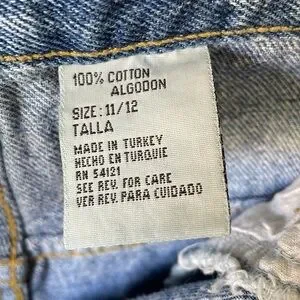 100% COTTON
ALGODON
SIZE: 11/12
TALLA
MADE IN TURKEY
HECHO EN TURQUIE
RN 54121
SEE REV. FOR CARE
VER REV. PARA CUIDADO